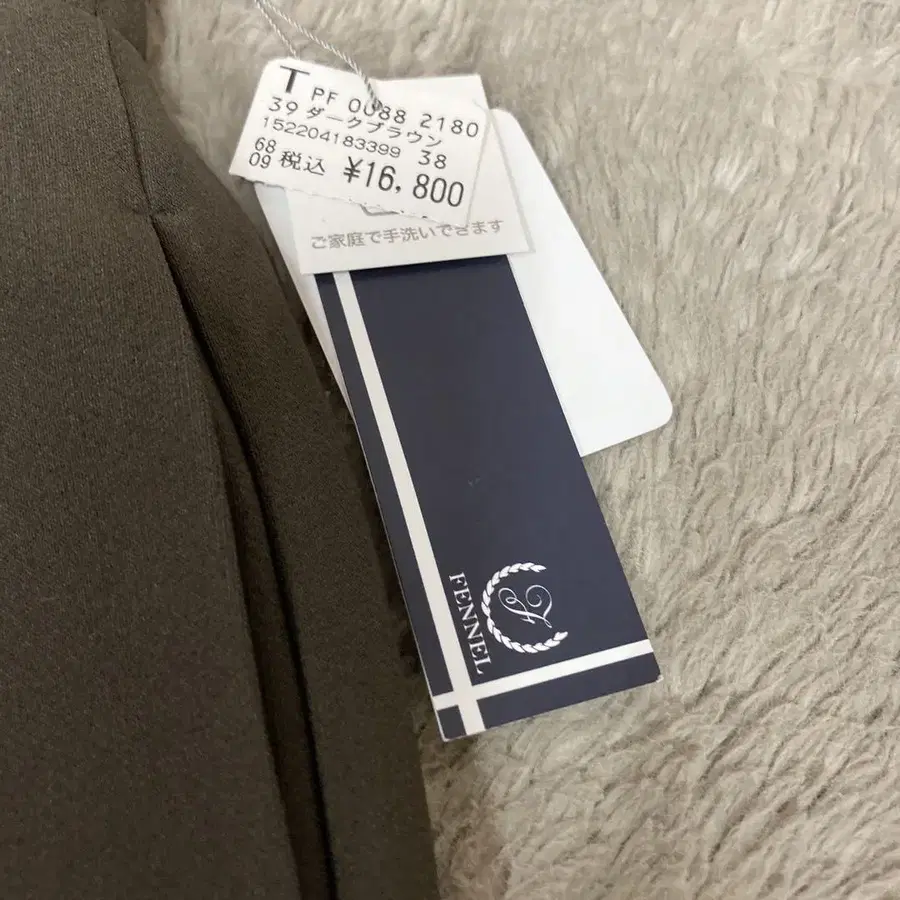 T PF 0088 2180
39 ダークブラウン
152204183399 38
68
09 税込 ¥16,800
ご家庭で手洗いできます
FENNEL